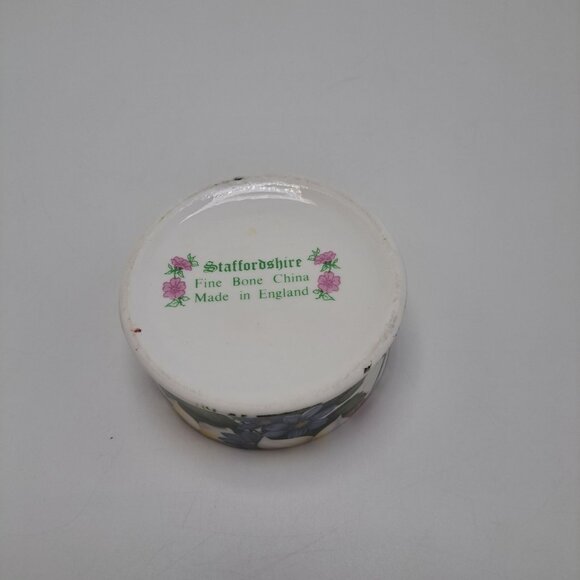 Staffordshire
Fine Bone China
Made in England